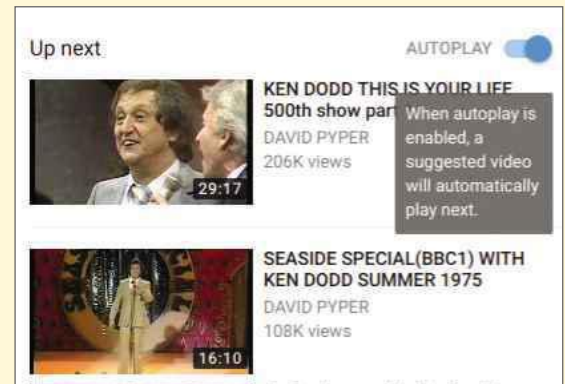 Up next
AUTOPLAY
KEN DODD THIS IS YOUR LIFE
500th show part
When autoplay is
enabled, a
suggested video
will automatically
play next.
DAVID PYPER
206K views
29:17
SEASIDE SPECIAL(BBC1) WITH
KEN DODD SUMMER 1975
DAVID PYPER
108K views
16:10